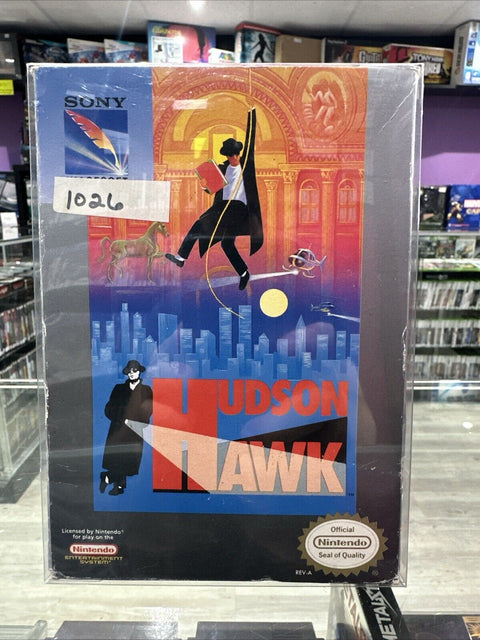 SONY
1026
HUDSON
HAWK
™
Licensed by Nintendo®
for play on the
Nintendo
ENTERTAINMENT
SYSTEM®
REV-A
Official
Nintendo
Seal of Quality
®